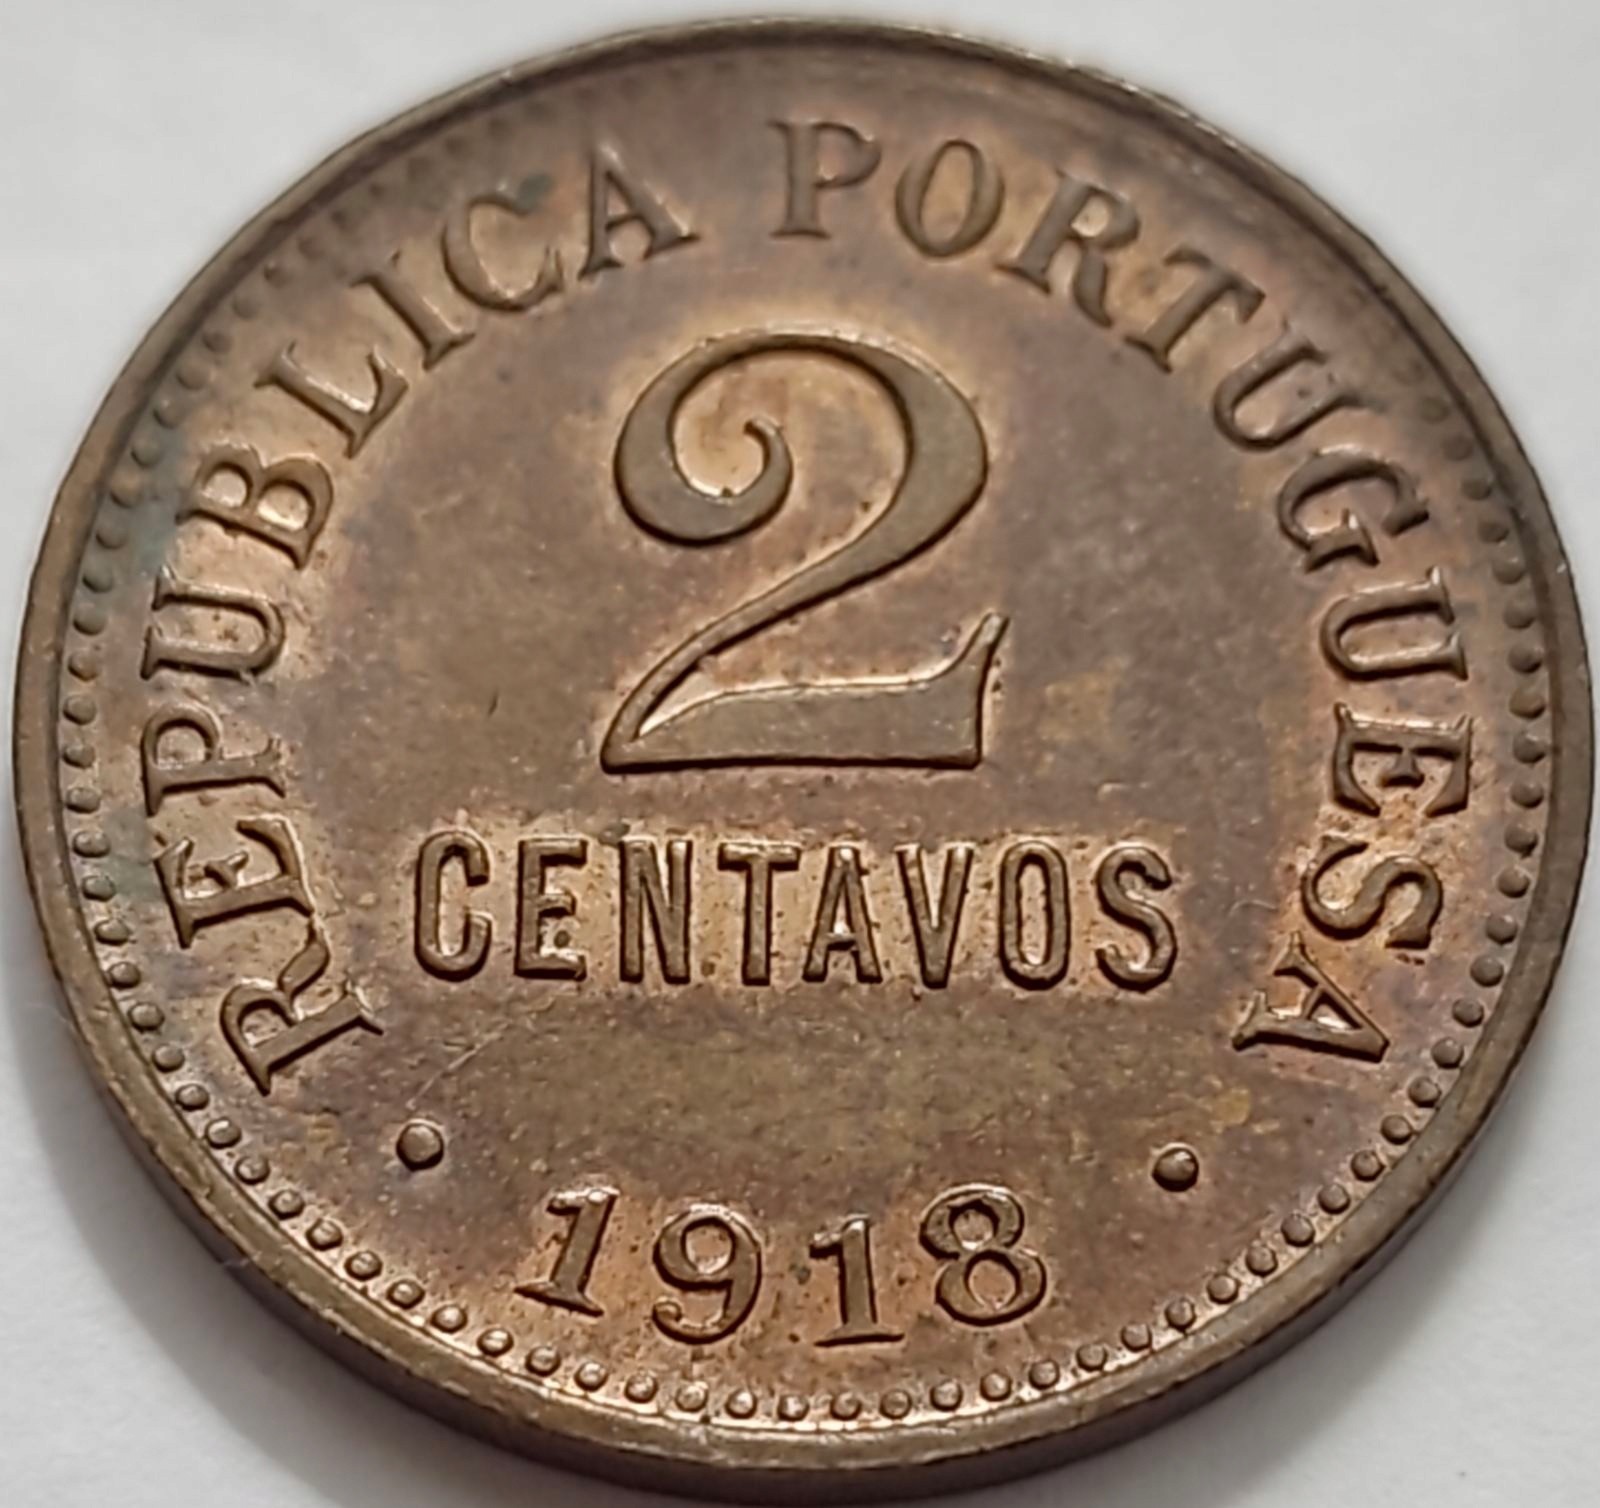 REPUBLICA PORTUGUESA
2
CENTAVOS
• 1918 •